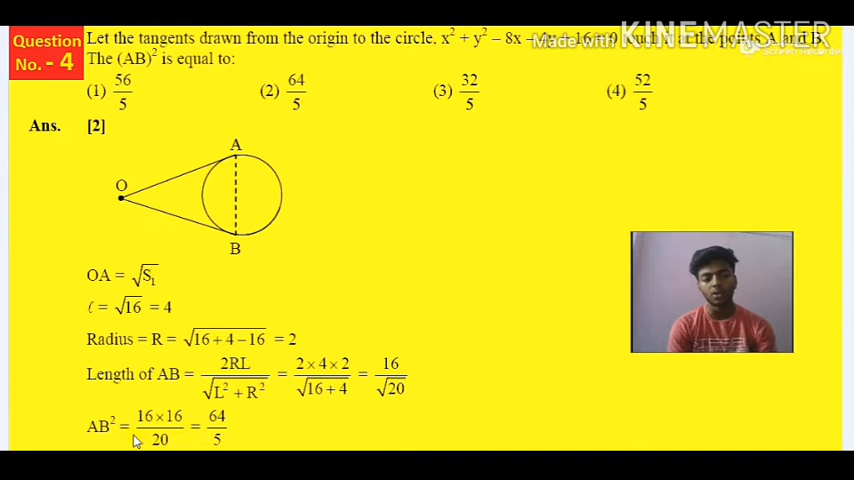 Question No. - 4
Let the tangents drawn from the origin to the circle, x² + y² – 8x – 4y + 16 = 0 touch it at the points A and B.
The (AB)² is equal to:
(1) 56/5 (2) 64/5 (3) 32/5 (4) 52/5
Ans. [2]
A
O
B
OA = √S₁
ℓ = √16 = 4
Radius = R = √(16 + 4 – 16) = 2
Length of AB = 2RL/√(L² + R²) = (2 × 4 × 2)/√(16 + 4) = 16/√20
AB² = (16 × 16)/20 = 64/5
Made with KINEMASTER
Screen Recorder